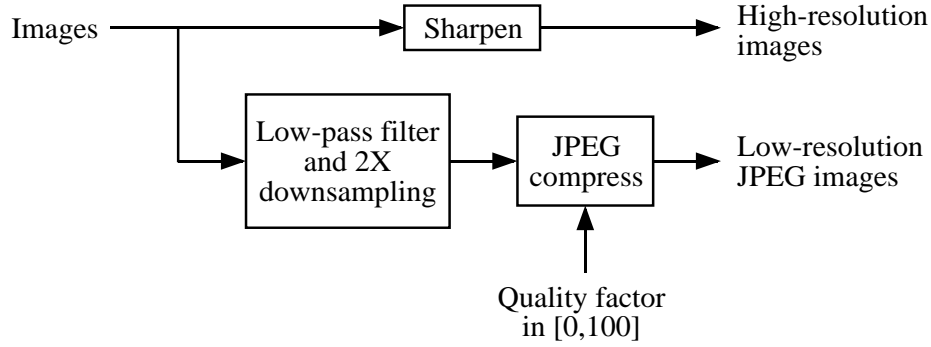 Images
Sharpen
High-resolution
images
Low-pass filter
and 2X
downsampling
JPEG
compress
Low-resolution
JPEG images
Quality factor
in [0,100]